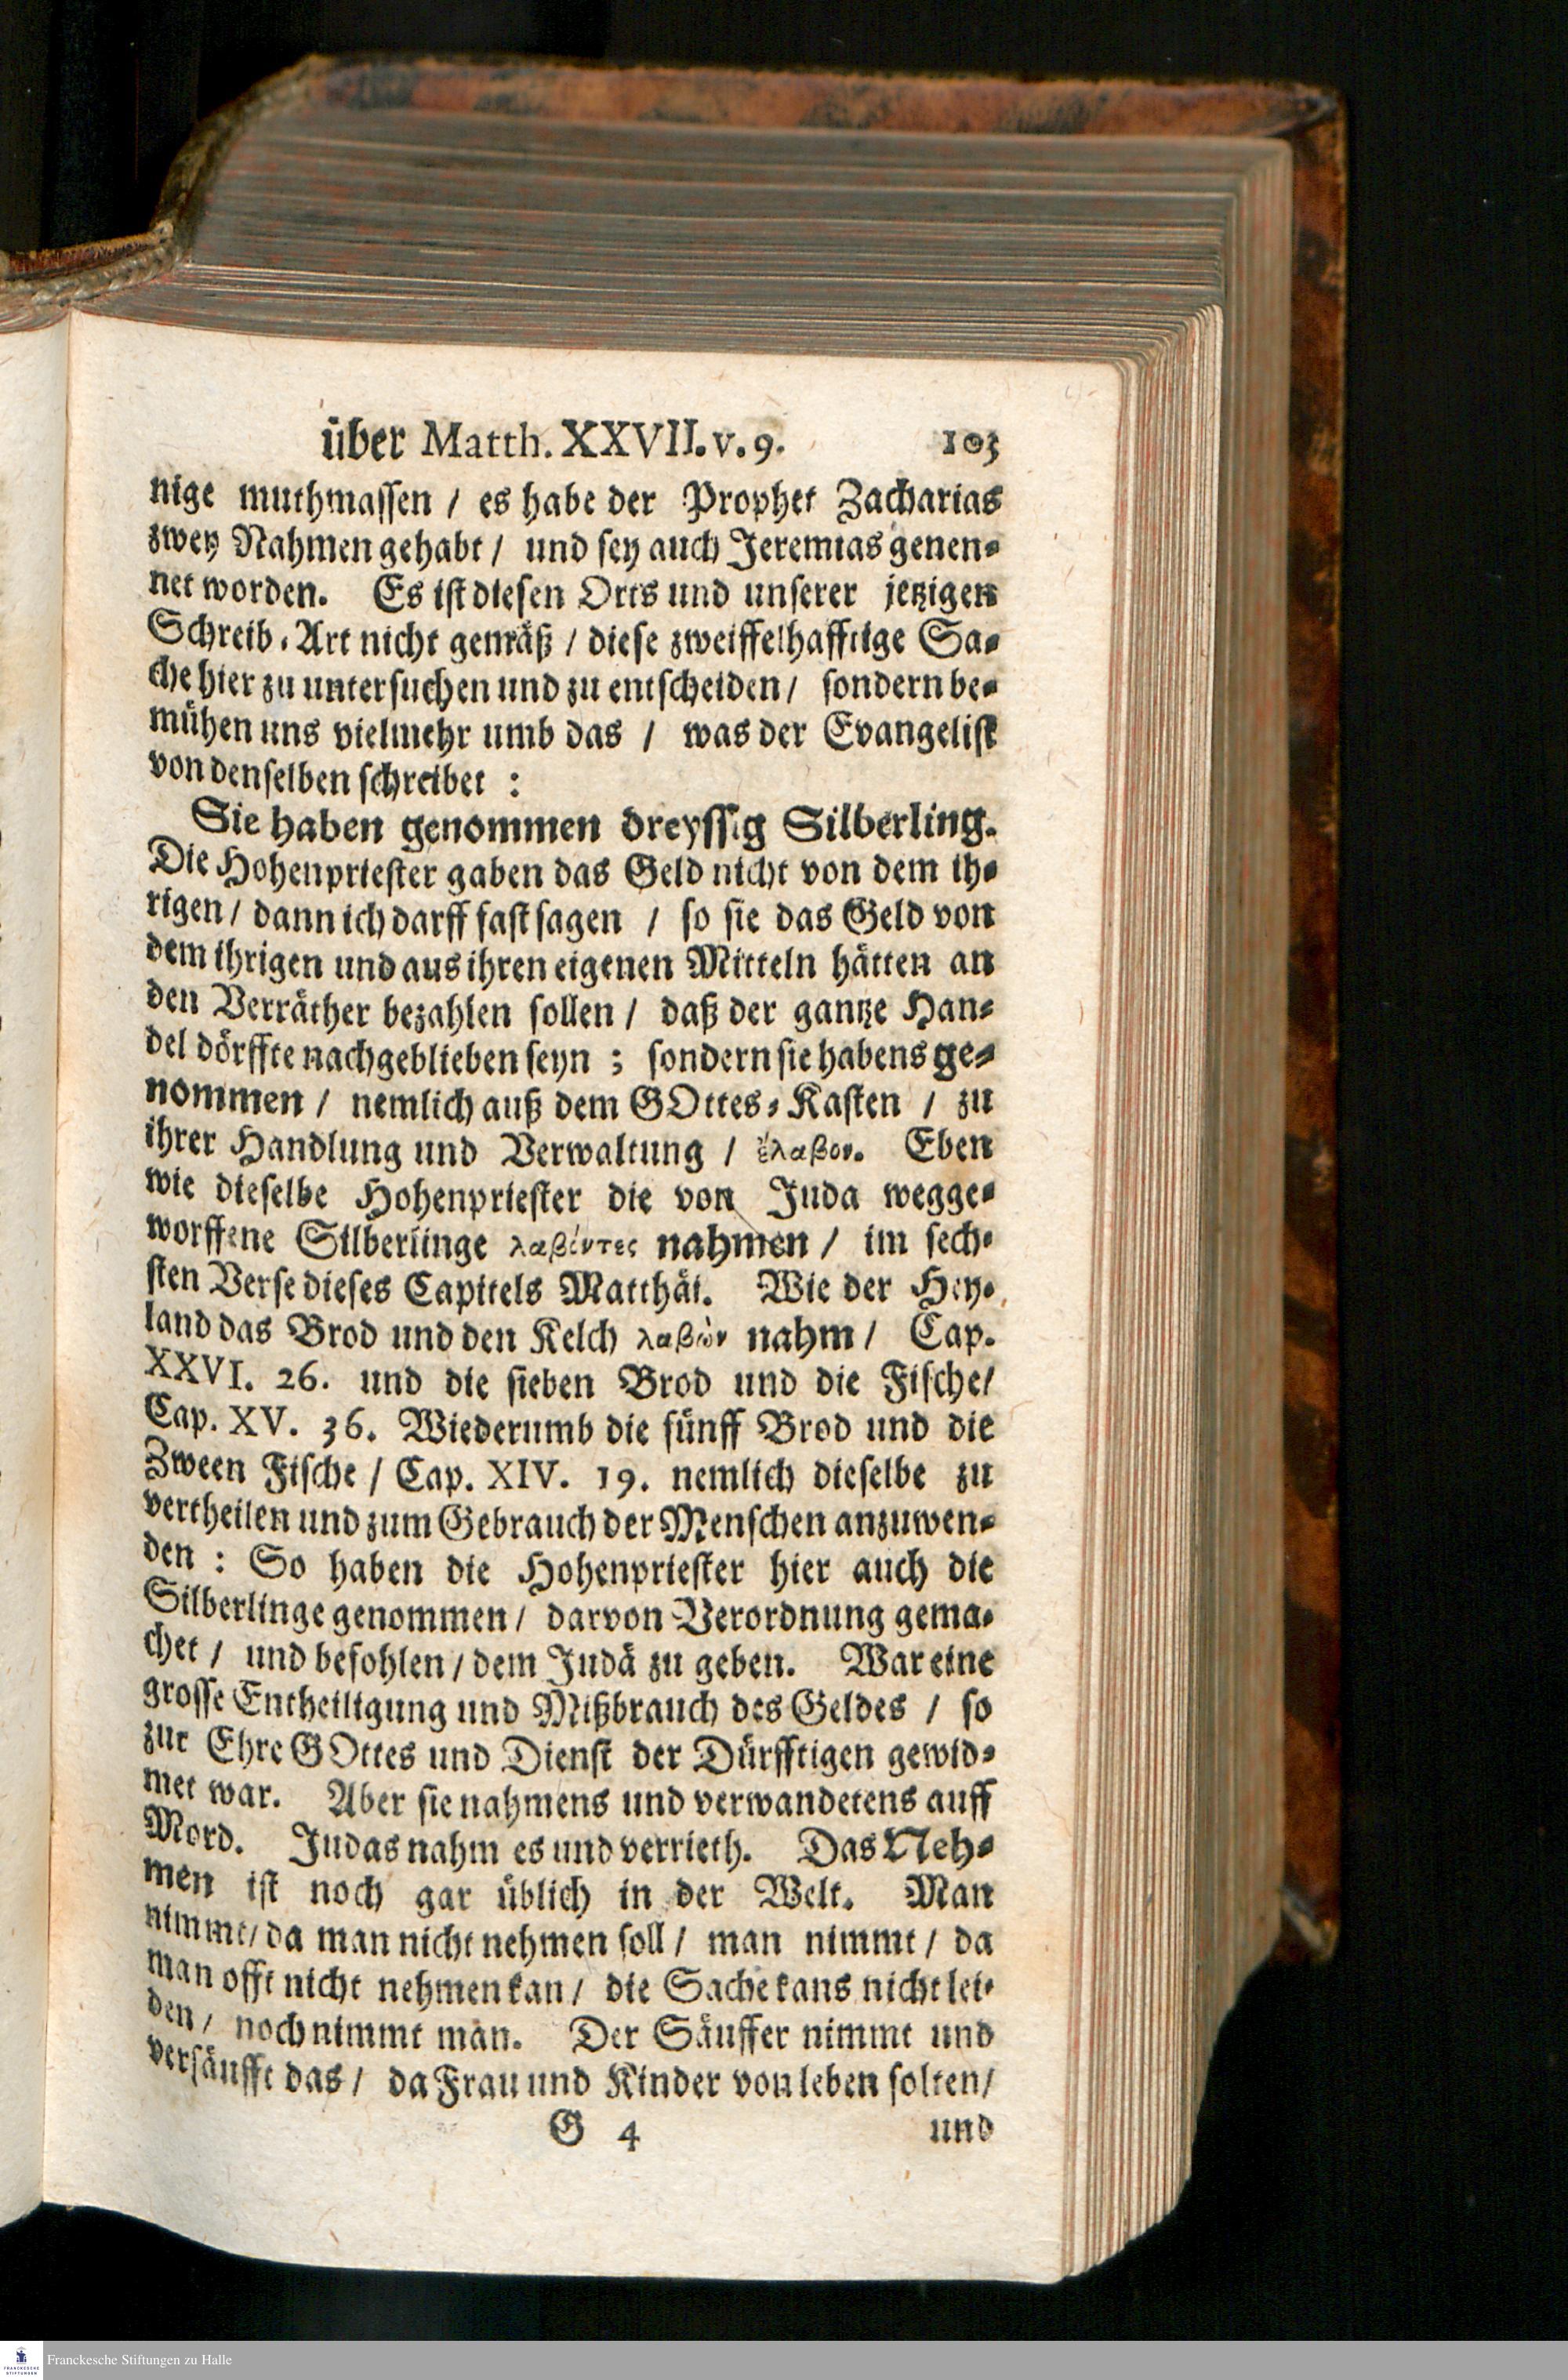 über Matth. XXVII. v. 9. 103
nige muthmassen / es habe der Prophet Zacharias
zwey Nahmen gehabt / und sey auch Jeremias genen-
net worden. Es ist diesen Orts und unserer jetzigen
Schreib-Art nicht gemäß / diese zweiffelhafftige Sa-
che hier zu untersuchen und zu entscheiden / sondern be-
mühen uns vielmehr umb das / was der Evangelist
von denselben schreibet :
Sie haben genommen dreyssig Silberling.
Die Hohenpriester gaben das Geld nicht von dem ih-
rigen / dann ich darff fast sagen / so sie das Geld von
dem ihrigen und aus ihren eigenen Mitteln hätten an
den Verräther bezahlen sollen / daß der gantze Han-
del dörffte nachgeblieben seyn ; sondern sie habens ge-
nommen / nemlich auß dem GOttes-Kasten / zu
ihrer Handlung und Verwaltung / ἔλαβον. Eben
wie dieselbe Hohenpriester die von Juda wegge-
worffene Silberlinge λαβόντες nahmen / im sech-
sten Verse dieses Capitels Matthäi. Wie der Hey-
land das Brod und den Kelch λαβὼν nahm / Cap.
XXVI. 26. und die sieben Brod und die Fische /
Cap. XV. 36. Wiederumb die fünff Brod und die
Zween Fische / Cap. XIV. 19. nemlich dieselbe zu
vertheilen und zum Gebrauch der Menschen anzuwen-
den : So haben die Hohenpriester hier auch die
Silberlinge genommen / darvon Verordnung gema-
chet / und befohlen / dem Judä zu geben. War eine
grosse Entheiligung und Mißbrauch des Geldes / so
zur Ehre GOttes und Dienst der Dürfftigen gewid-
met war. Aber sie nahmens und verwandetens auff
Mord. Judas nahm es und verrieth. Das Neh-
men ist noch gar üblich in der Welt. Man
nimmt / da man nicht nehmen soll / man nimmt / da
man offt nicht nehmen kan / die Sache kans nicht lei-
den / noch nimmt man. Der Säuffer nimmt und
versäufft das / da Frau und Kinder von leben solten /
G 4 und
FRANCKESCHE STIFTUNGEN
Franckesche Stiftungen zu Halle